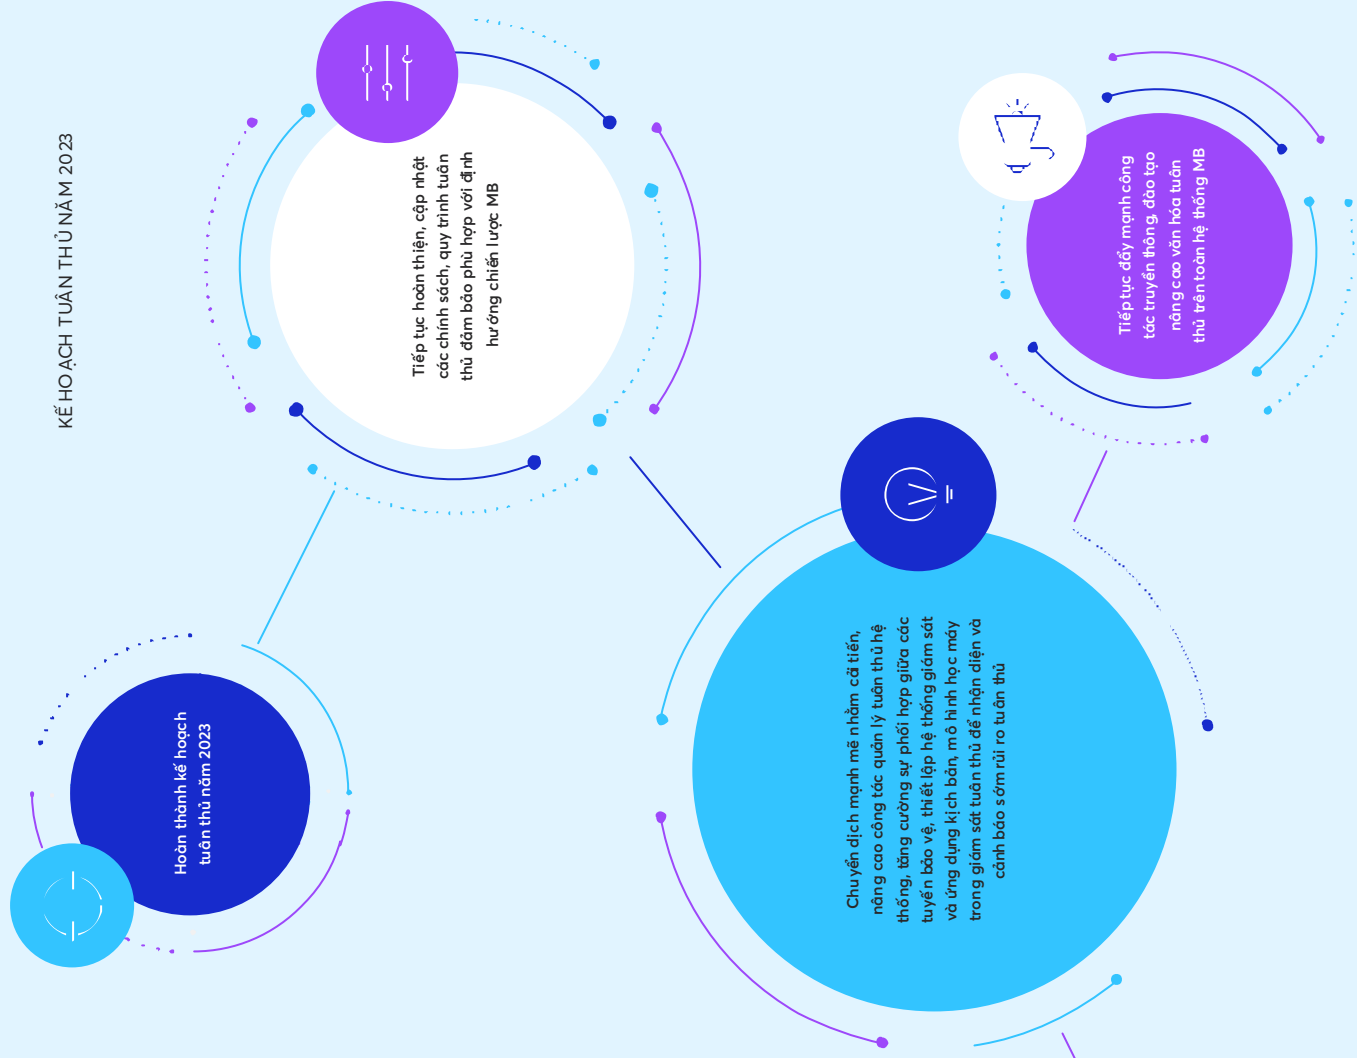 KẾ HOẠCH TUÂN THỦ NĂM 2023
Hoàn thành kế hoạch
tuân thủ năm 2023
Tiếp tục hoàn thiện, cập nhật
các chính sách, quy trình tuân
thủ đảm bảo phù hợp với định
hướng chiến lược MB
Chuyển dịch mạnh mẽ nhằm cải tiến,
nâng cao công tác quản lý tuân thủ hệ
thống, tăng cường sự phối hợp giữa các
tuyến bảo vệ, thiết lập hệ thống giám sát
và ứng dụng kịch bản, mô hình học máy
trong giám sát tuân thủ để nhận diện và
cảnh báo sớm rủi ro tuân thủ
Tiếp tục đẩy mạnh công
tác truyền thông, đào tạo
nâng cao văn hóa tuân
thủ trên toàn hệ thống MB